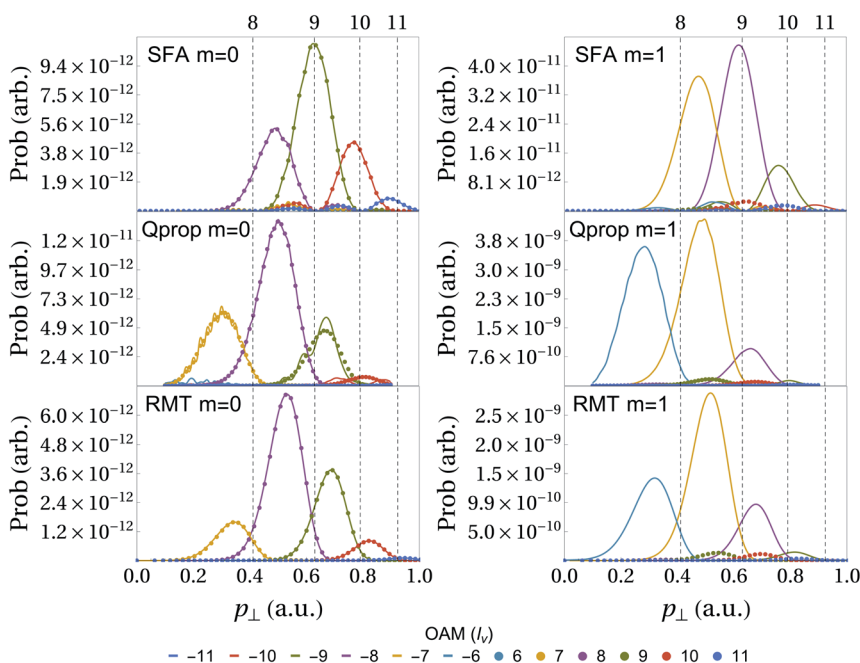 8 9 10 11
8 9 10 11
SFA m=0
9.4 × 10⁻¹²
7.5 × 10⁻¹²
5.6 × 10⁻¹²
3.8 × 10⁻¹²
1.9 × 10⁻¹²
Prob (arb.)
SFA m=1
4.0 × 10⁻¹¹
3.2 × 10⁻¹¹
2.4 × 10⁻¹¹
1.6 × 10⁻¹¹
8.1 × 10⁻¹²
Prob (arb.)
Qprop m=0
1.2 × 10⁻¹¹
9.7 × 10⁻¹²
7.3 × 10⁻¹²
4.9 × 10⁻¹²
2.4 × 10⁻¹²
Prob (arb.)
Qprop m=1
3.8 × 10⁻⁹
3.0 × 10⁻⁹
2.3 × 10⁻⁹
1.5 × 10⁻⁹
7.6 × 10⁻¹⁰
Prob (arb.)
RMT m=0
6.0 × 10⁻¹²
4.8 × 10⁻¹²
3.6 × 10⁻¹²
2.4 × 10⁻¹²
1.2 × 10⁻¹²
Prob (arb.)
0.0 0.2 0.4 0.6 0.8 1.0
p⊥ (a.u.)
RMT m=1
2.5 × 10⁻⁹
2.0 × 10⁻⁹
1.5 × 10⁻⁹
9.9 × 10⁻¹⁰
5.0 × 10⁻¹⁰
Prob (arb.)
0.0 0.2 0.4 0.6 0.8 1.0
p⊥ (a.u.)
OAM (lᵥ)
−11 −10 −9 −8 −7 −6 6 7 8 9 10 11